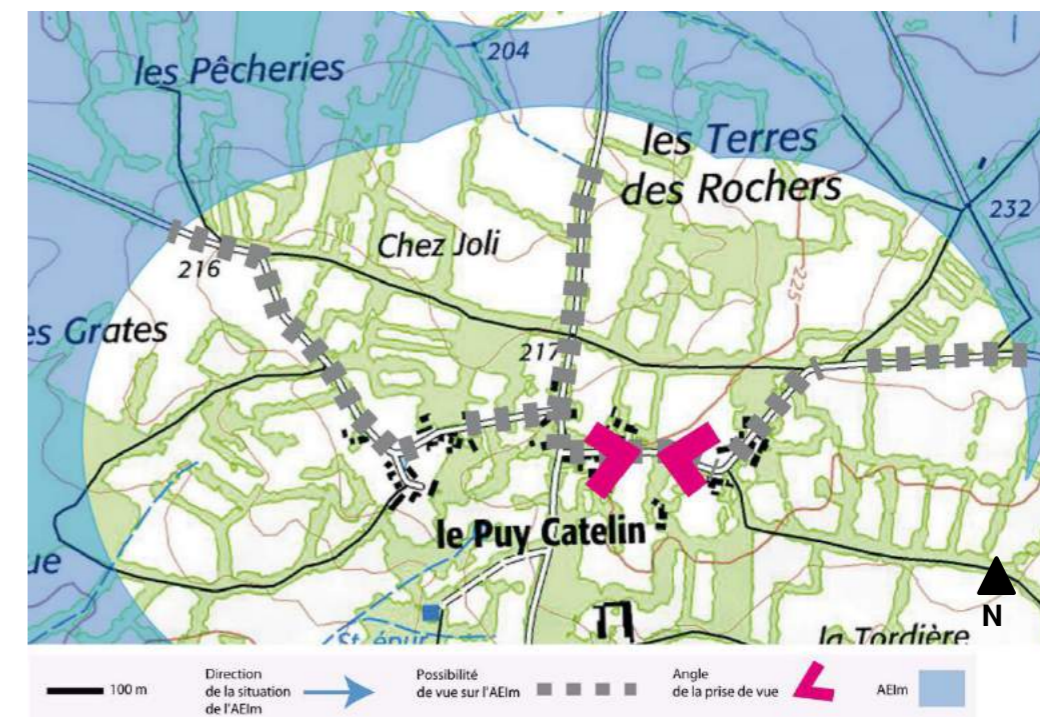 204
les Pêcheries
les Terres
des Rochers
232
Chez Joli
216
225
es Grates
217
le Puy Catelin
ue
N
St. épur.
la Tordière
100 m
Direction
de la situation
de l'AEIm
Possibilité
de vue sur l'AEIm
Angle
de la prise de vue
AEIm